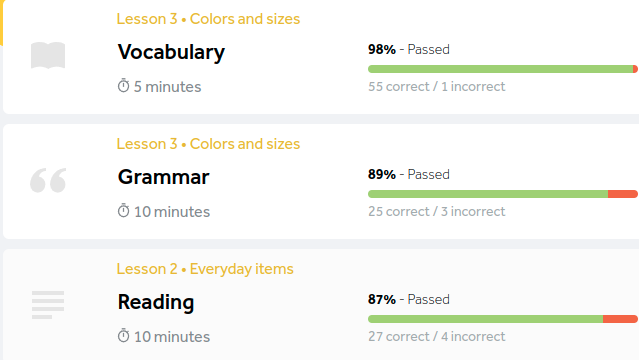 Lesson 3 • Colors and sizes
Vocabulary
98% - Passed
5 minutes
55 correct / 1 incorrect
Lesson 3 • Colors and sizes
Grammar
89% - Passed
10 minutes
25 correct / 3 incorrect
Lesson 2 • Everyday items
Reading
87% - Passed
10 minutes
27 correct / 4 incorrect